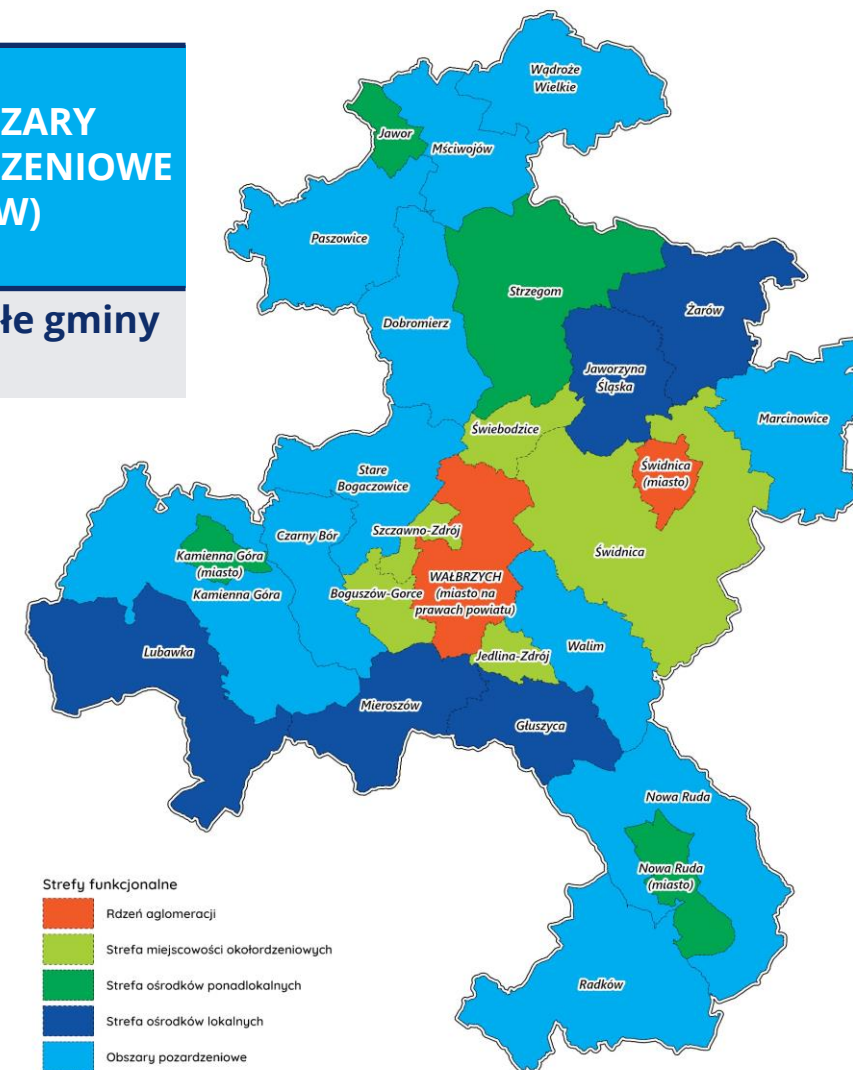 ZARY
ZENIOWE
W)
łe gminy
Wądroże
Wielkie
Jawor
Mściwojów
Paszowice
Strzegom
Żarów
Dobromierz
Jaworzyna
Śląska
Marcinowice
Świebodzice
Świdnica
(miasto)
Stare
Bogaczowice
Szczawno-Zdrój
Czarny Bór
Świdnica
Kamienna Góra
(miasto)
Kamienna Góra
WAŁBRZYCH
(miasto na
prawach powiatu)
Boguszów-Gorce
Lubawka
Jedlina-Zdrój
Walim
Mieroszów
Głuszyca
Nowa Ruda
Nowa Ruda
(miasto)
Radków
Strefy funkcjonalne
Rdzeń aglomeracji
Strefa miejscowości okołordzeniowych
Strefa ośrodków ponadlokalnych
Strefa ośrodków lokalnych
Obszary pozardzeniowe